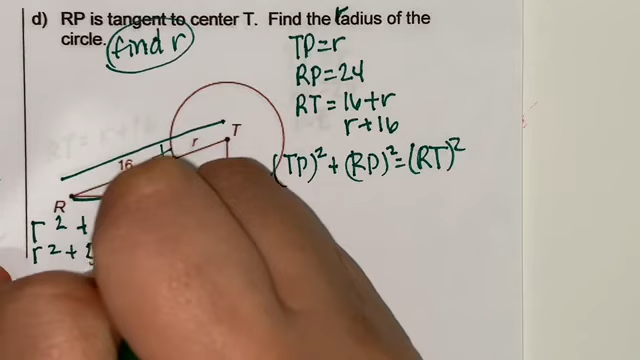 d) RP is tangent to center T. Find the radius of the
circle. find r
TP=r
RP=24
RT=16+r
r+16
(TP)²+(RP)²=(RT)²
T
r
16
R
r² +
r² +